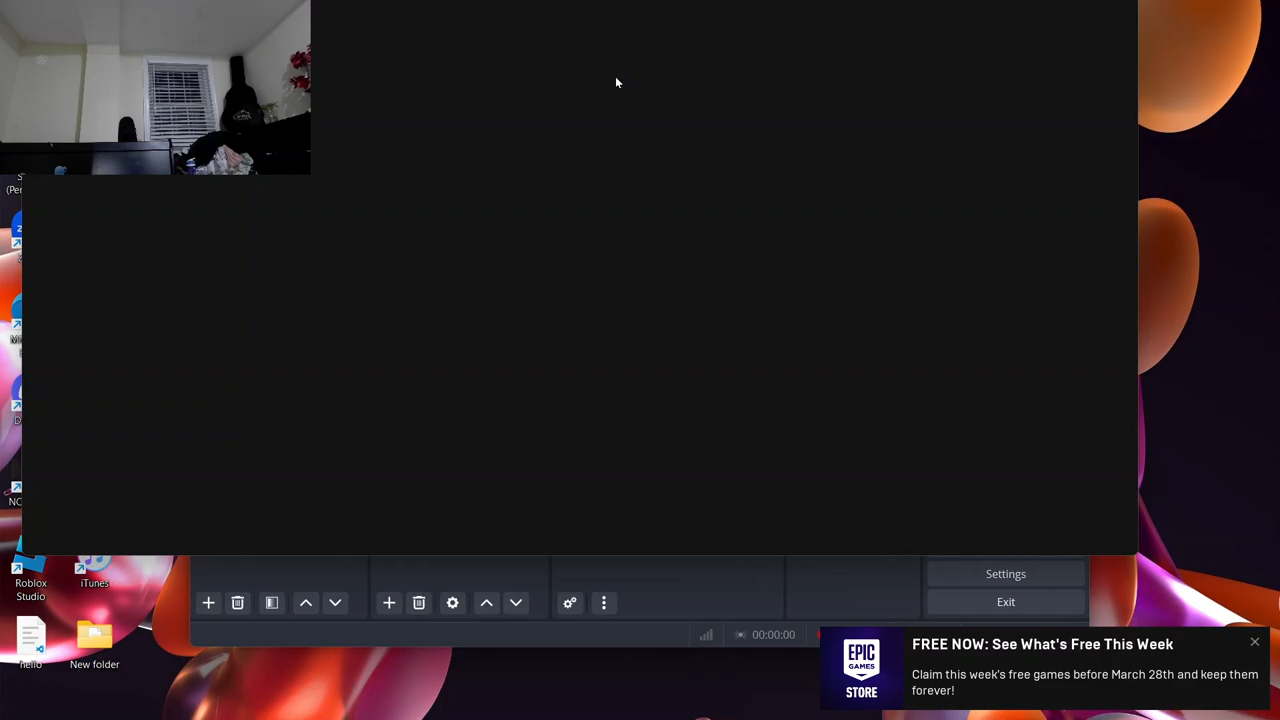 (Per
Roblox
Studio
iTunes
hello
New folder
Settings
Exit
00:00:00
EPIC
GAMES
STORE
FREE NOW: See What's Free This Week
Claim this week's free games before March 28th and keep them
forever!